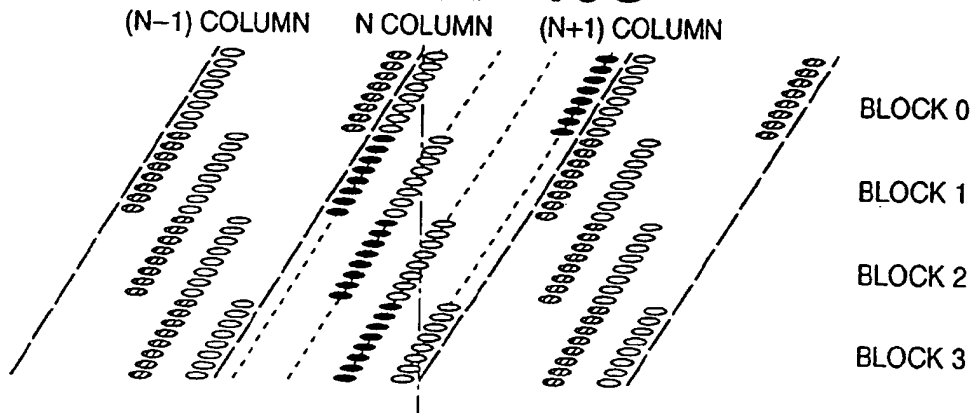 (N−1) COLUMN N COLUMN (N+1) COLUMN
BLOCK 0
BLOCK 1
BLOCK 2
BLOCK 3